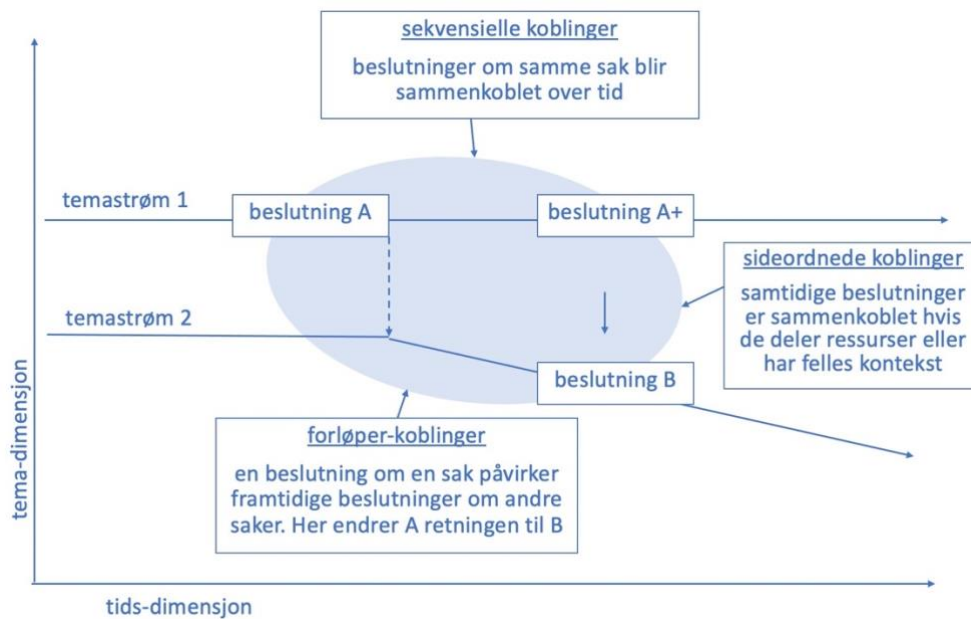 sekvensielle koblinger
beslutninger om samme sak blir
sammenkoblet over tid
temastrøm 1
beslutning A
beslutning A+
sideordnede koblinger
samtidige beslutninger
er sammenkoblet hvis
de deler ressurser eller
har felles kontekst
temastrøm 2
beslutning B
forløper-koblinger
en beslutning om en sak påvirker
framtidige beslutninger om andre
saker. Her endrer A retningen til B
tema-dimensjon
tids-dimensjon